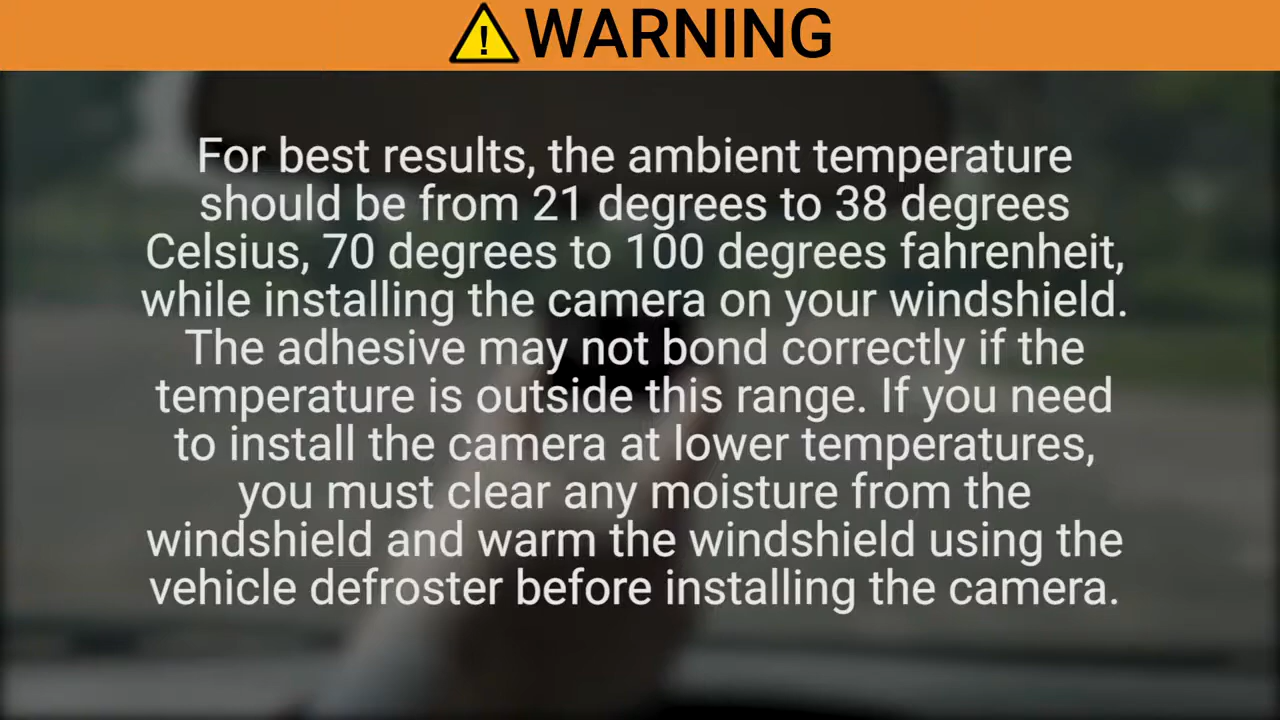 WARNING
For best results, the ambient temperature
should be from 21 degrees to 38 degrees
Celsius, 70 degrees to 100 degrees fahrenheit,
while installing the camera on your windshield.
The adhesive may not bond correctly if the
temperature is outside this range. If you need
to install the camera at lower temperatures,
you must clear any moisture from the
windshield and warm the windshield using the
vehicle defroster before installing the camera.